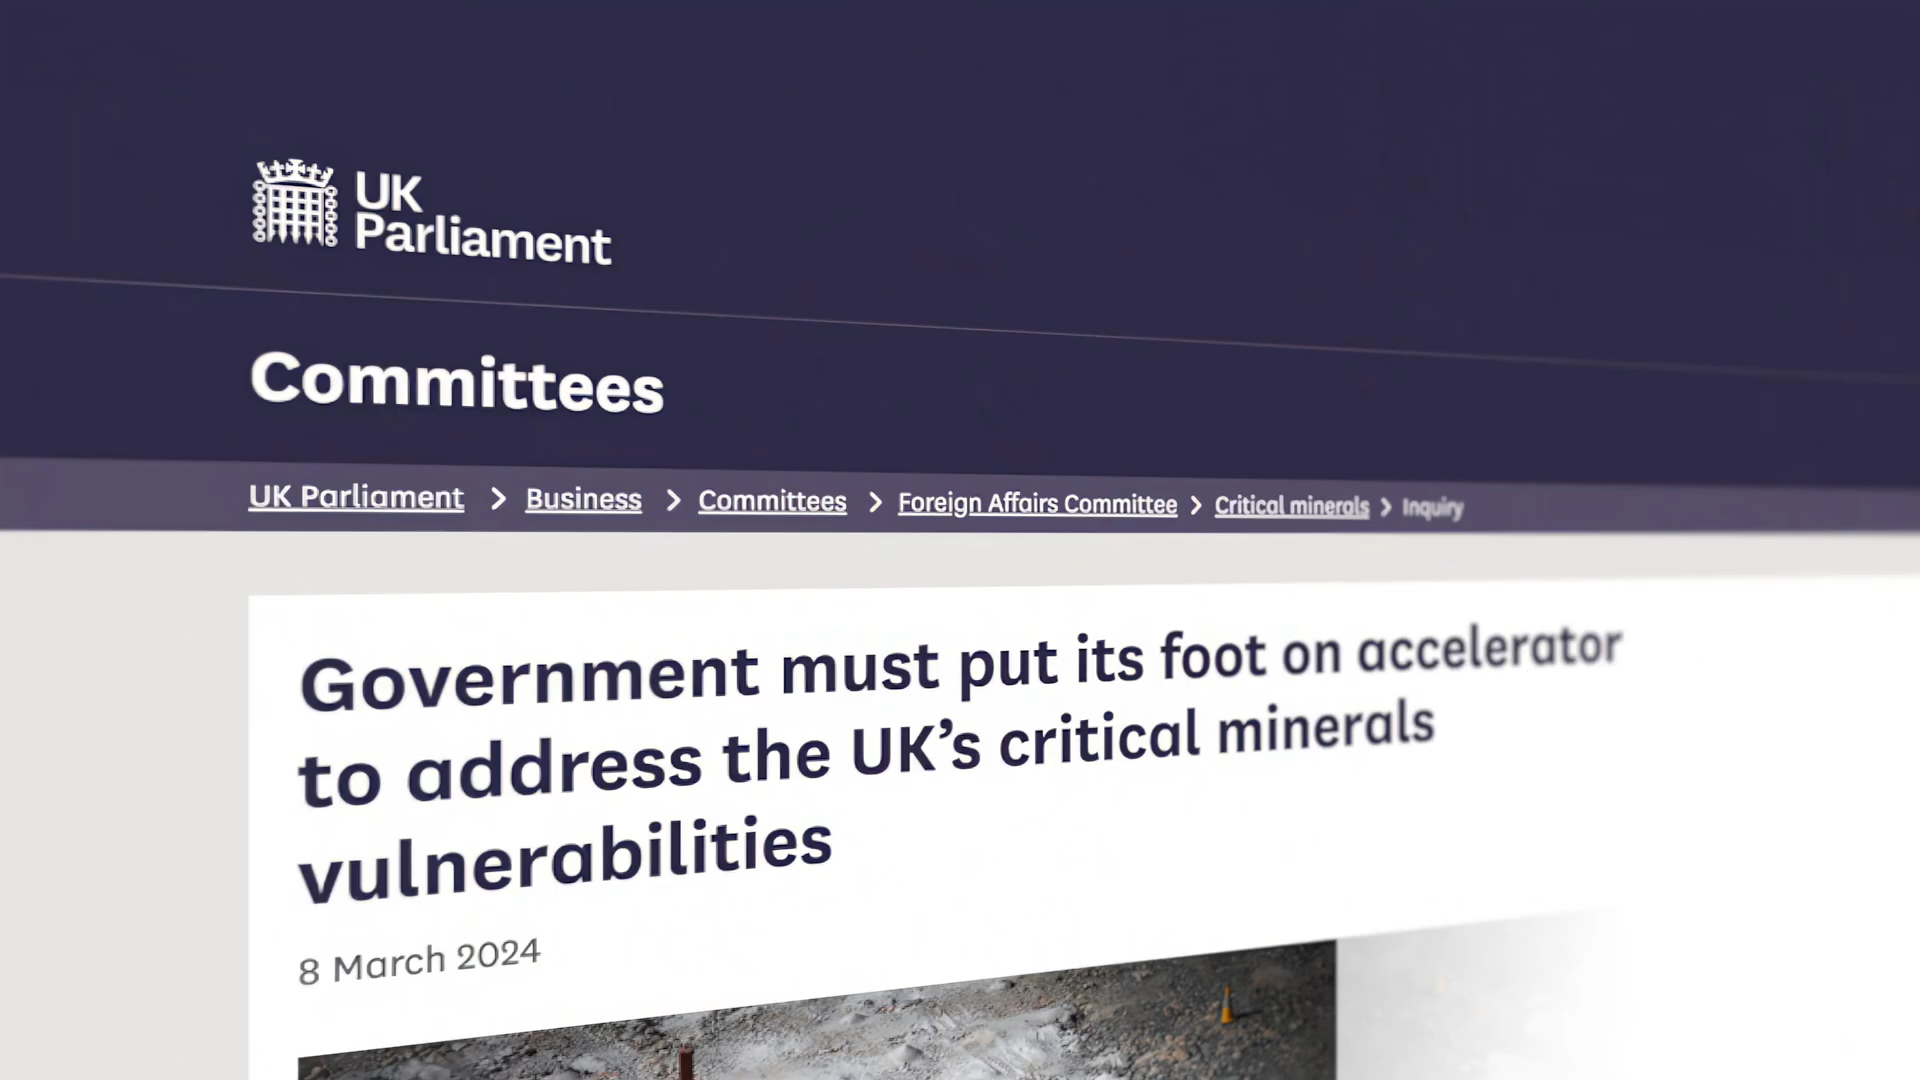 UK
Parliament
Committees
UK Parliament > Business > Committees > Foreign Affairs Committee > Critical minerals > Inquiry
Government must put its foot on accelerator
to address the UK’s critical minerals
vulnerabilities
8 March 2024